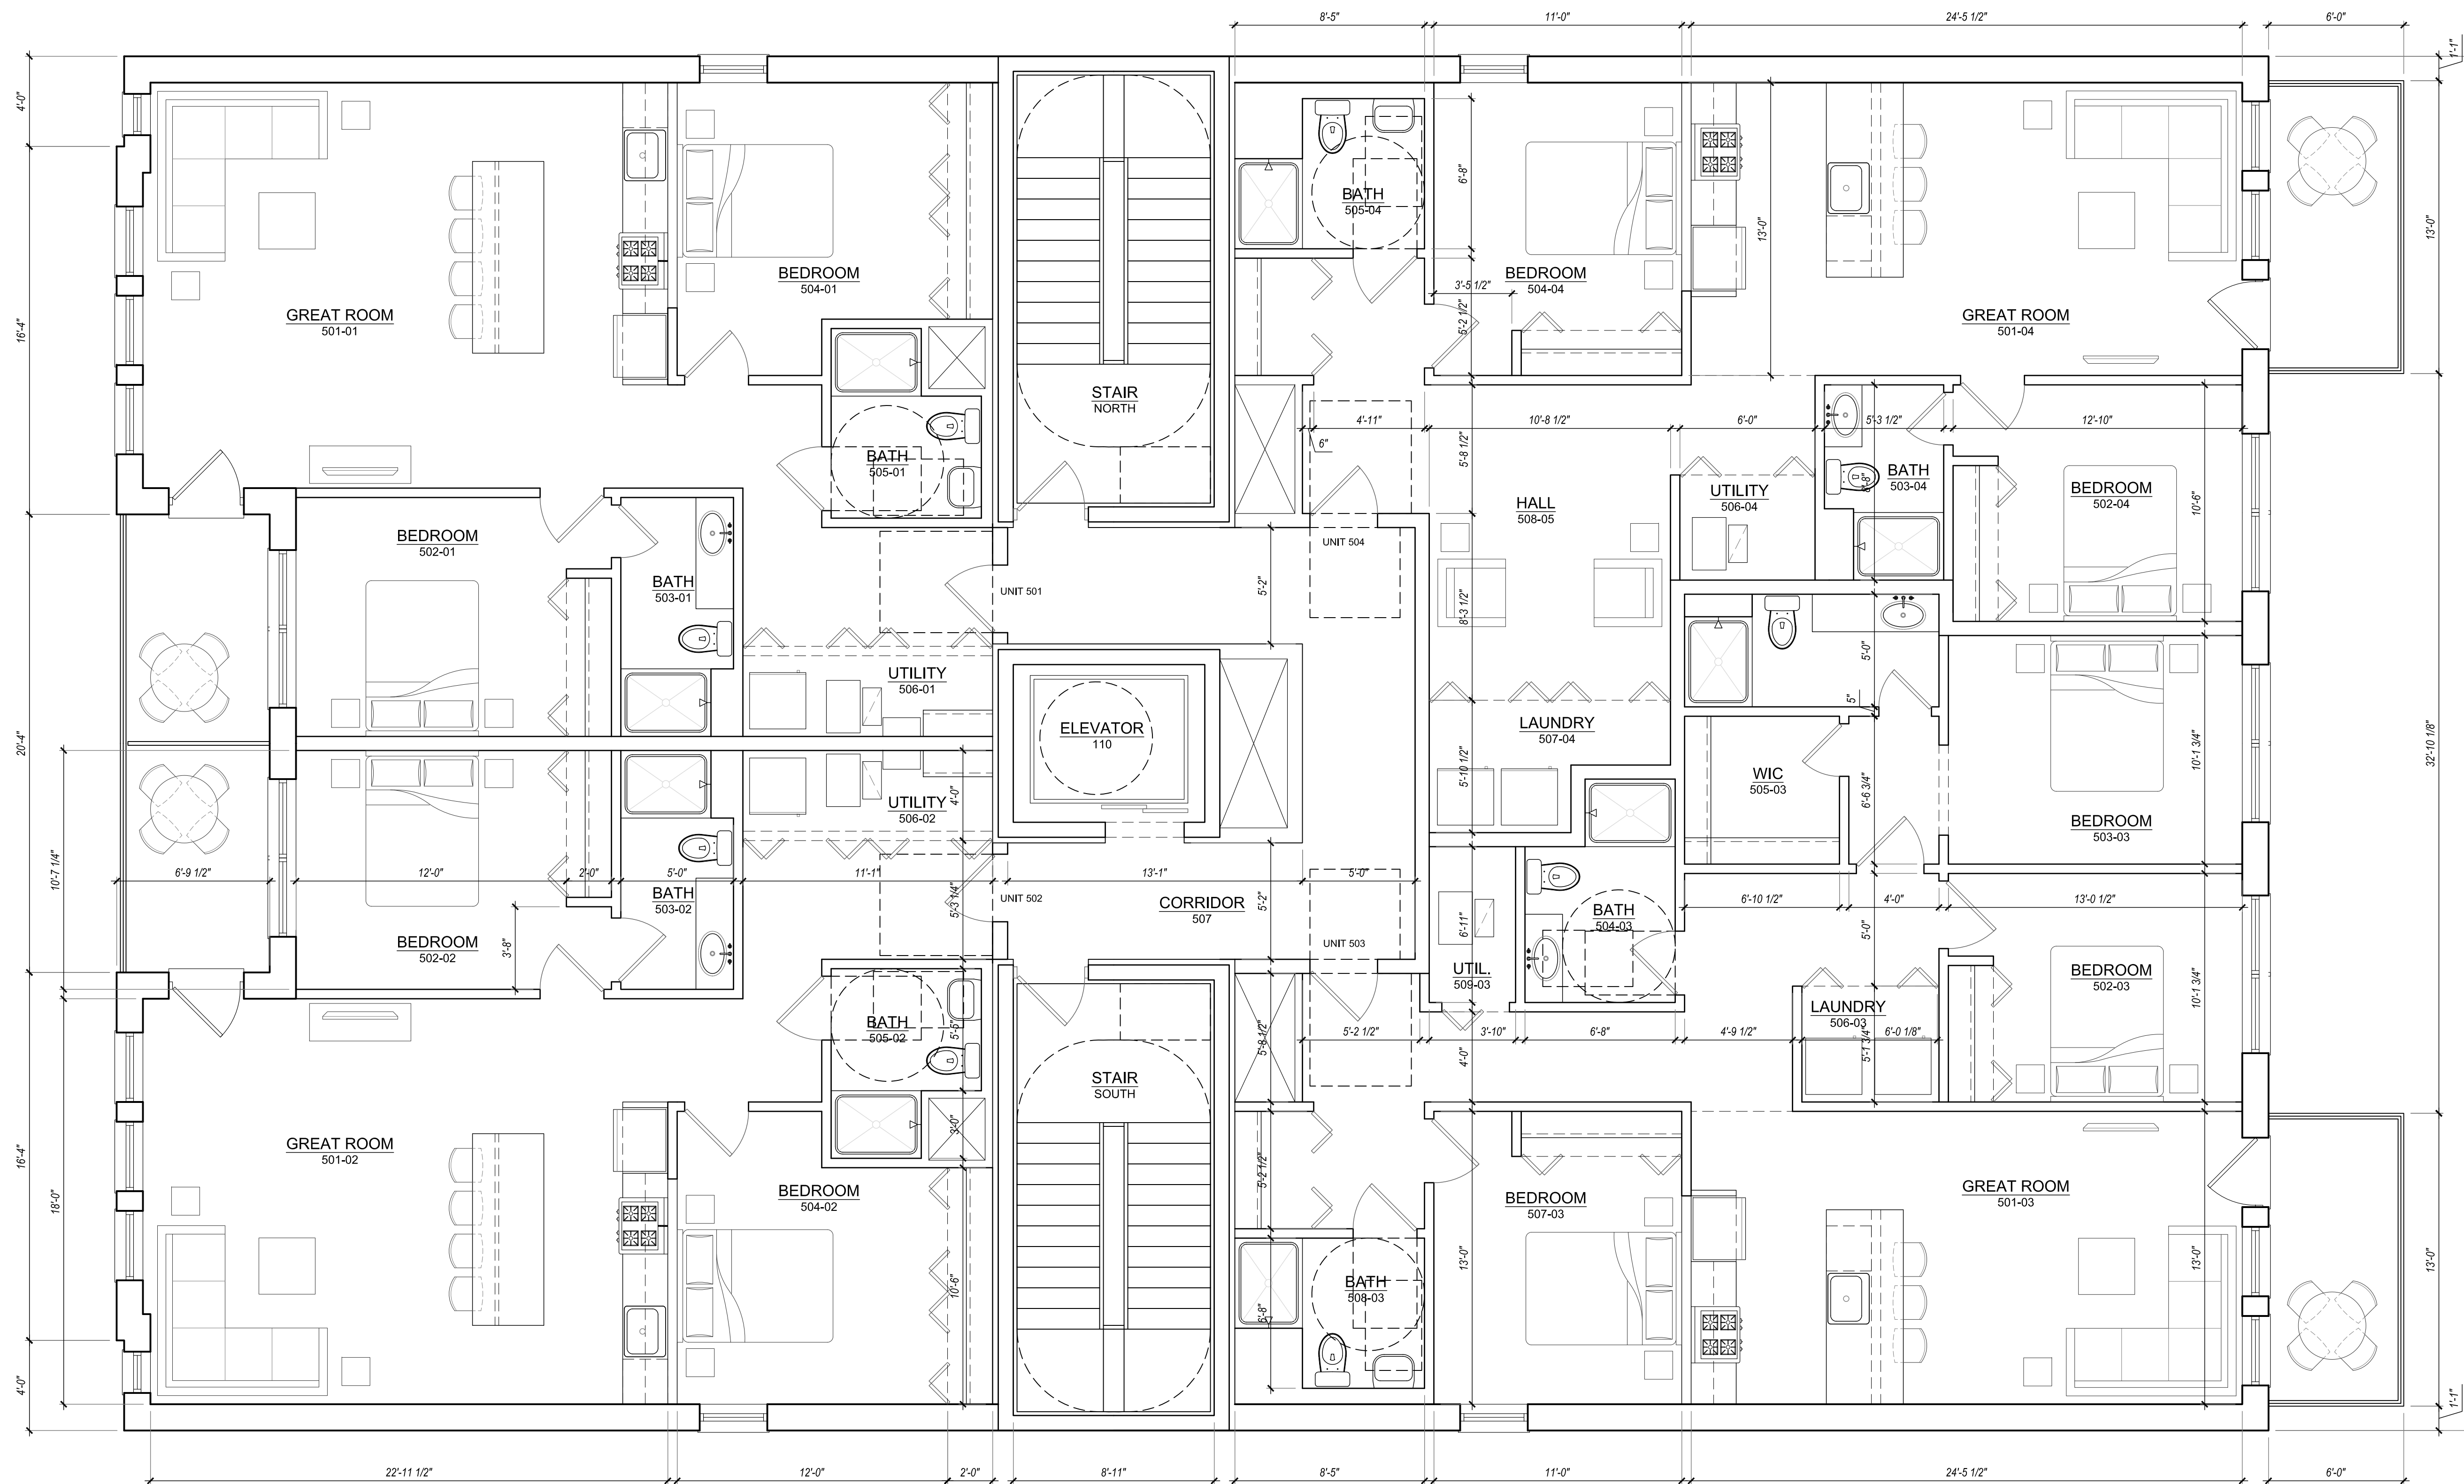 8'-5"
11'-0"
24'-5 1/2"
6'-0"
1'-1"
4'-0"
16'-4"
20'-4"
16'-4"
4'-0"
10'-7 1/4"
18'-0"
GREAT ROOM
501-01
BEDROOM
504-01
BATH
505-01
STAIR
NORTH
BATH
505-04
6'-8"
BEDROOM
504-04
3'-5 1/2"
5'-2 1/2"
13'-0"
GREAT ROOM
501-04
13'-0"
4'-11"
6"
10'-8 1/2"
6'-0"
5'-3 1/2"
12'-10"
5'-8 1/2"
HALL
508-05
UTILITY
506-04
BATH
503-04
8'-8"
BEDROOM
502-04
10'-6"
BEDROOM
502-01
BATH
503-01
UNIT 501
UNIT 504
5'-2"
8'-3 1/2"
UTILITY
506-01
ELEVATOR
110
LAUNDRY
507-04
5'-10 1/2"
5'-0"
5"
WIC
505-03
6'-6 3/4"
10'-1 3/4"
BEDROOM
503-03
32'-10 1/8"
UTILITY
506-02
4'-0"
6'-9 1/2"
12'-0"
2'-0"
5'-0"
11'-1"
13'-1"
5'-0"
BATH
503-02
5'-3 1/4"
UNIT 502
CORRIDOR
507
5'-2"
BEDROOM
502-02
3'-8"
UNIT 503
6'-11"
UTIL.
509-03
BATH
504-03
6'-10 1/2"
4'-0"
13'-0 1/2"
5'-0"
BEDROOM
502-03
10'-1 3/4"
LAUNDRY
506-03
6'-0 1/8"
5'-1 3/4"
BATH
505-02
5'-5"
5'-8 1/2"
5'-2 1/2"
3'-10"
6'-8"
4'-9 1/2"
4'-0"
STAIR
SOUTH
3'-0"
GREAT ROOM
501-02
BEDROOM
504-02
10'-6"
5'-2 1/2"
BEDROOM
507-03
13'-0"
GREAT ROOM
501-03
13'-0"
13'-0"
BATH
508-03
6'-8"
1'-1"
22'-11 1/2"
12'-0"
2'-0"
8'-11"
8'-5"
11'-0"
24'-5 1/2"
6'-0"